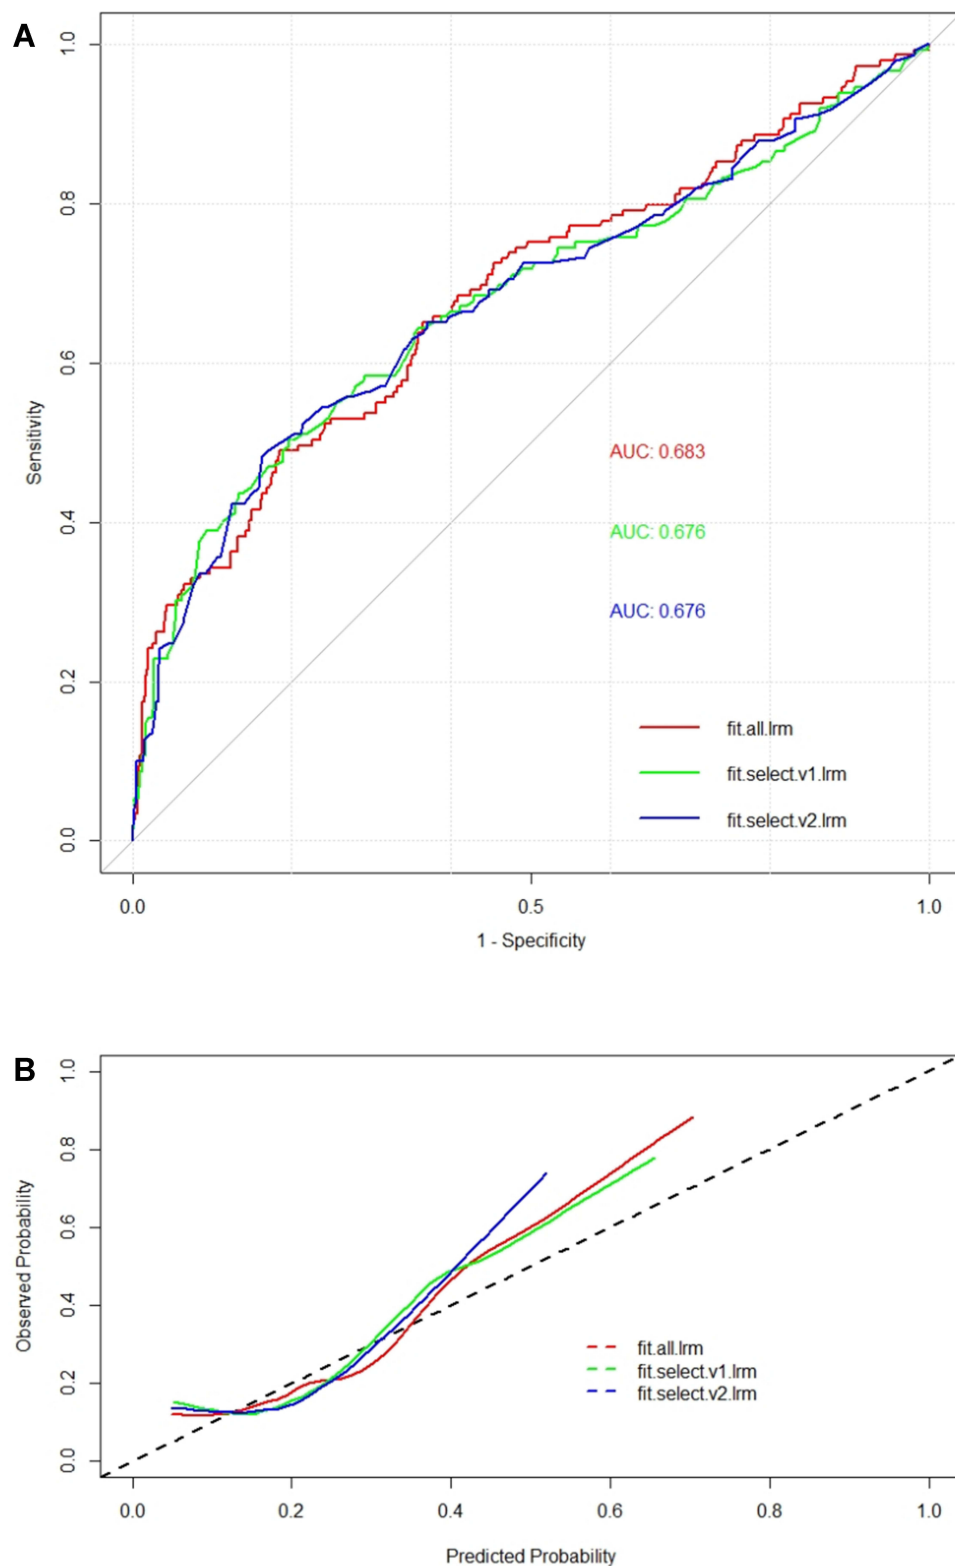 A
1.0
0.8
0.6
0.4
0.2
0.0
Sensitivity
AUC: 0.683
AUC: 0.676
AUC: 0.676
fit.all.lrm
fit.select.v1.lrm
fit.select.v2.lrm
0.0 0.5 1.0
1 - Specificity
B
1.0
0.8
0.6
0.4
0.2
0.0
Observed Probability
fit.all.lrm
fit.select.v1.lrm
fit.select.v2.lrm
0.0 0.2 0.4 0.6 0.8 1.0
Predicted Probability